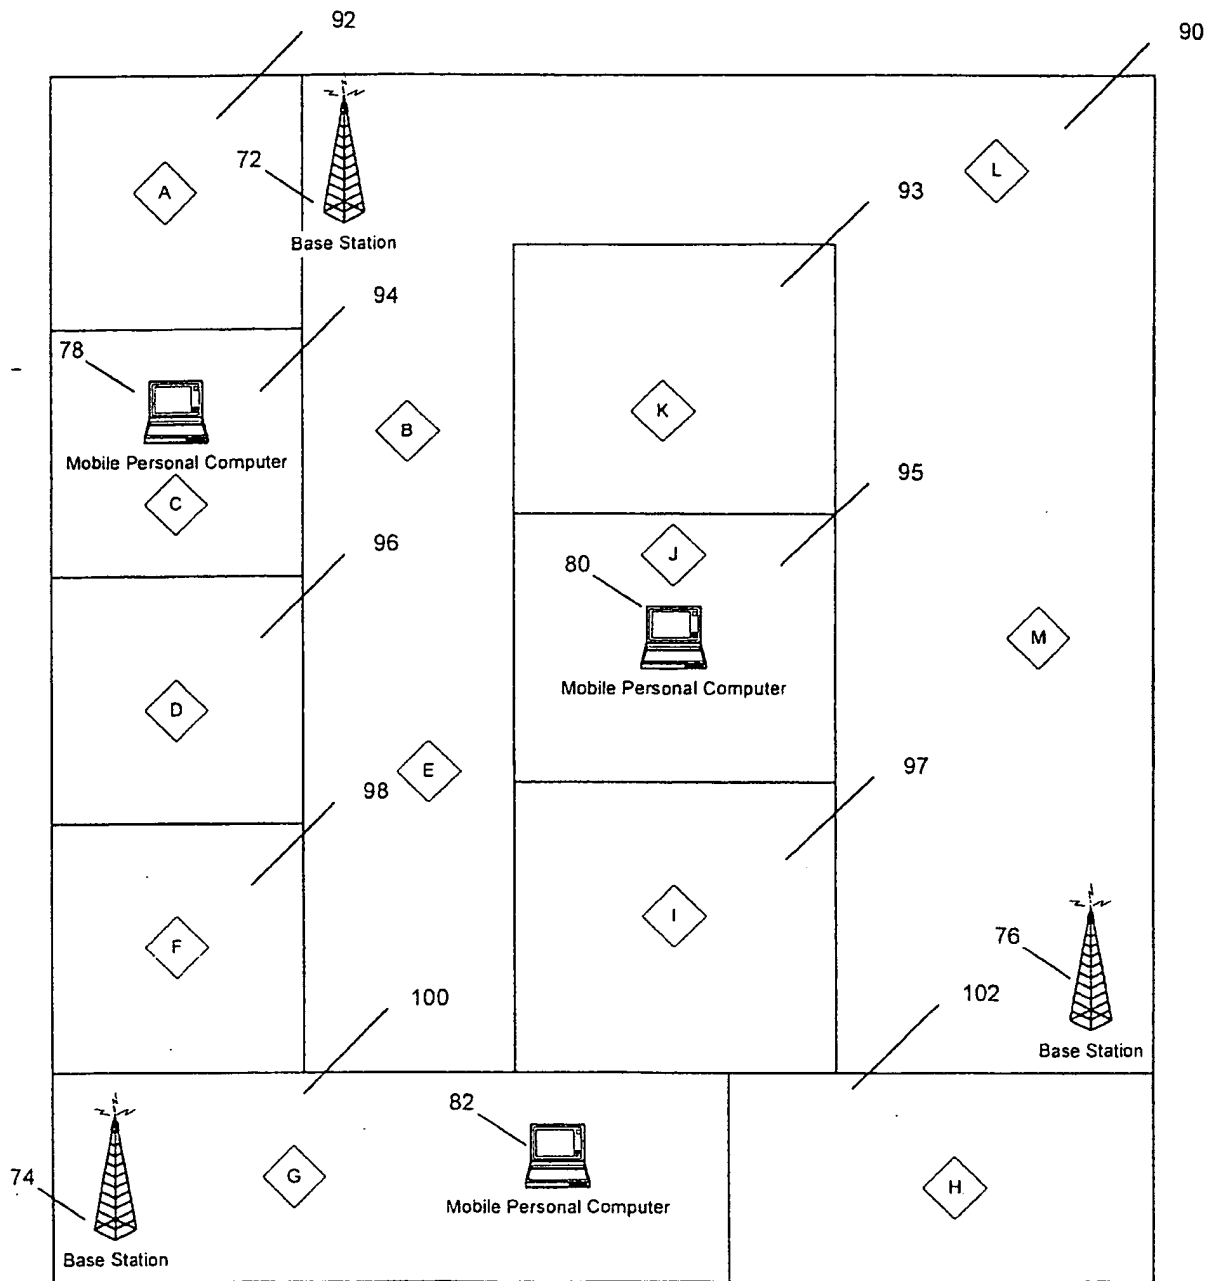 92
90
72
A
L
93
Base Station
94
78
K
B
Mobile Personal Computer
95
C
96
J
80
M
Mobile Personal Computer
D
97
E
98
I
F
76
100
102
Base Station
82
74
G
H
Mobile Personal Computer
Base Station